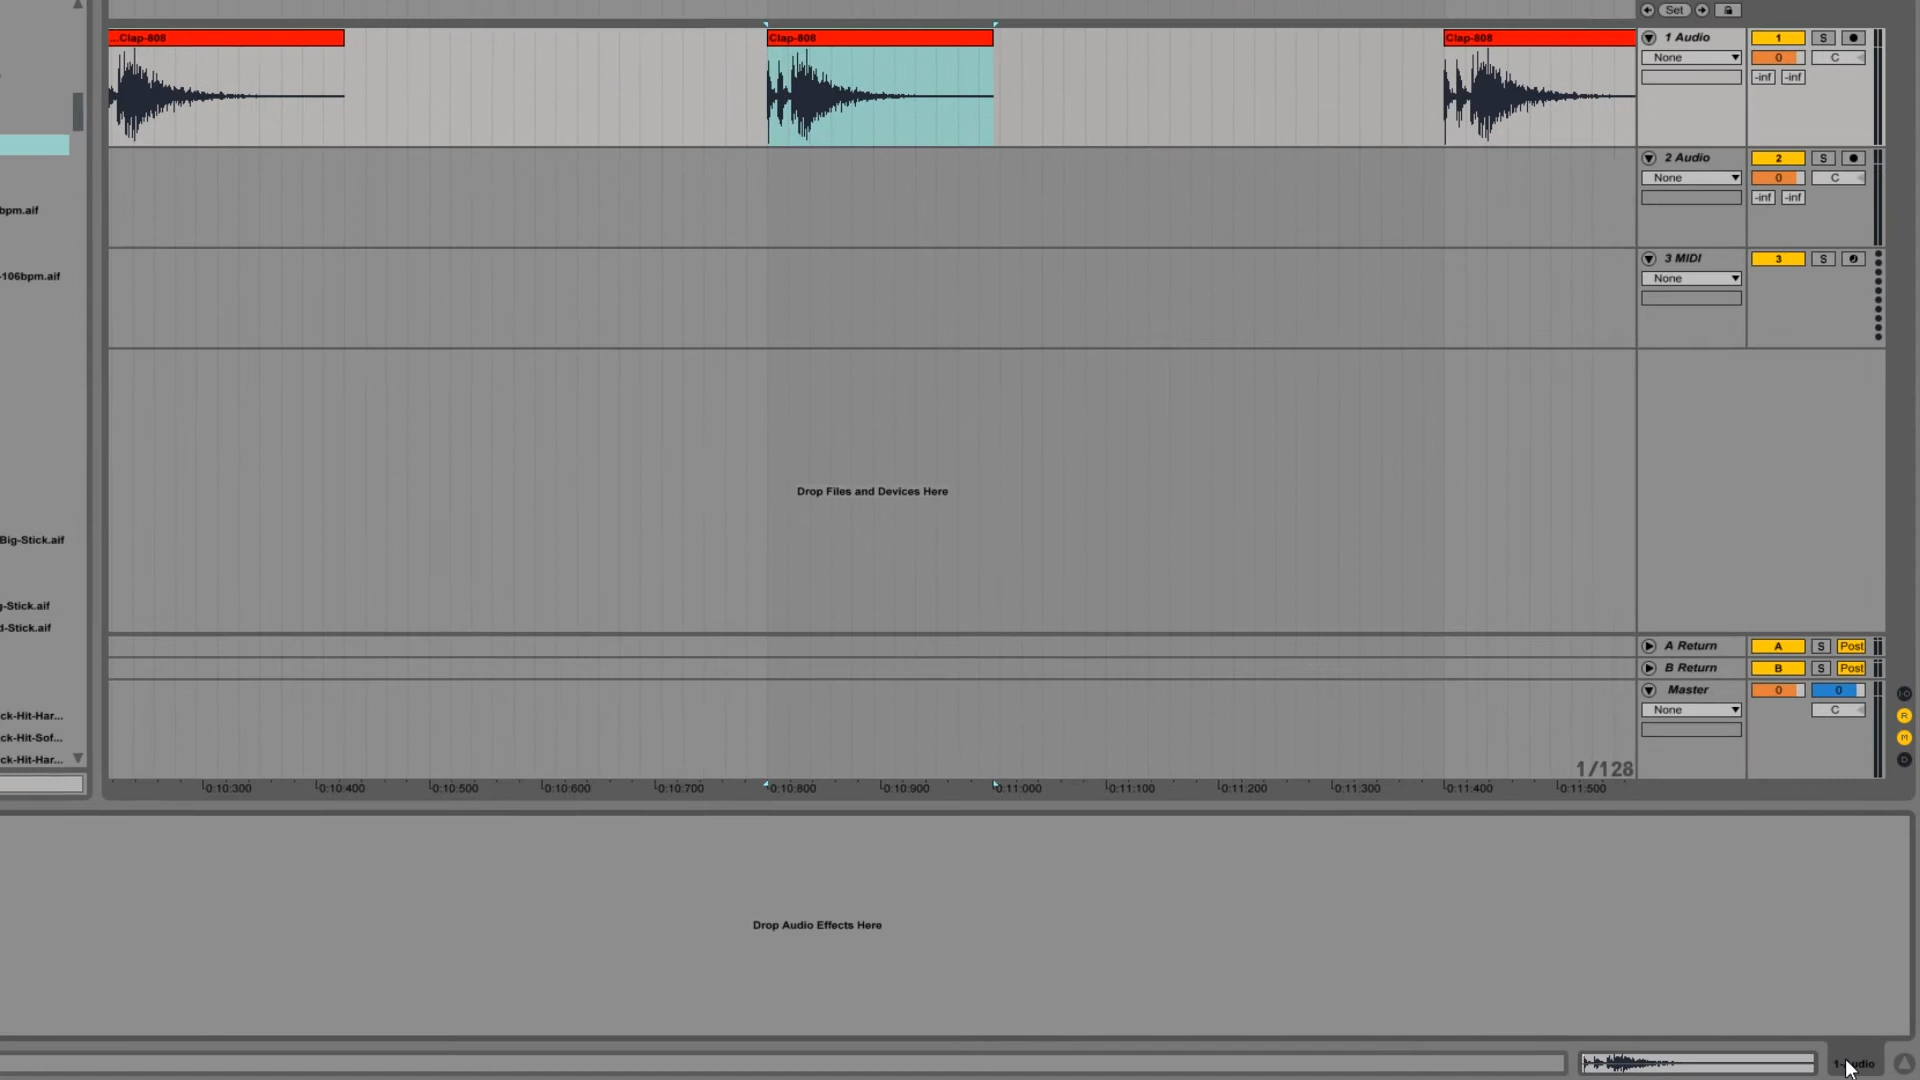 Set
...Clap-808
Clap-808
Clap-808
1 Audio
1
S
None
0
C
-inf
-inf
2 Audio
2
S
None
0
C
-inf
-inf
3 MIDI
3
S
None
bpm.aif
-106bpm.aif
Big-Stick.aif
g-Stick.aif
d-Stick.aif
ck-Hit-Har...
ck-Hit-Sof...
ck-Hit-Har...
Drop Files and Devices Here
A Return
A
S
Post
B Return
B
S
Post
Master
0
0
None
C
R
M
D
1/128
0:10:300
0:10:400
0:10:500
0:10:600
0:10:700
0:10:800
0:10:900
0:11:000
0:11:100
0:11:200
0:11:300
0:11:400
0:11:500
Drop Audio Effects Here